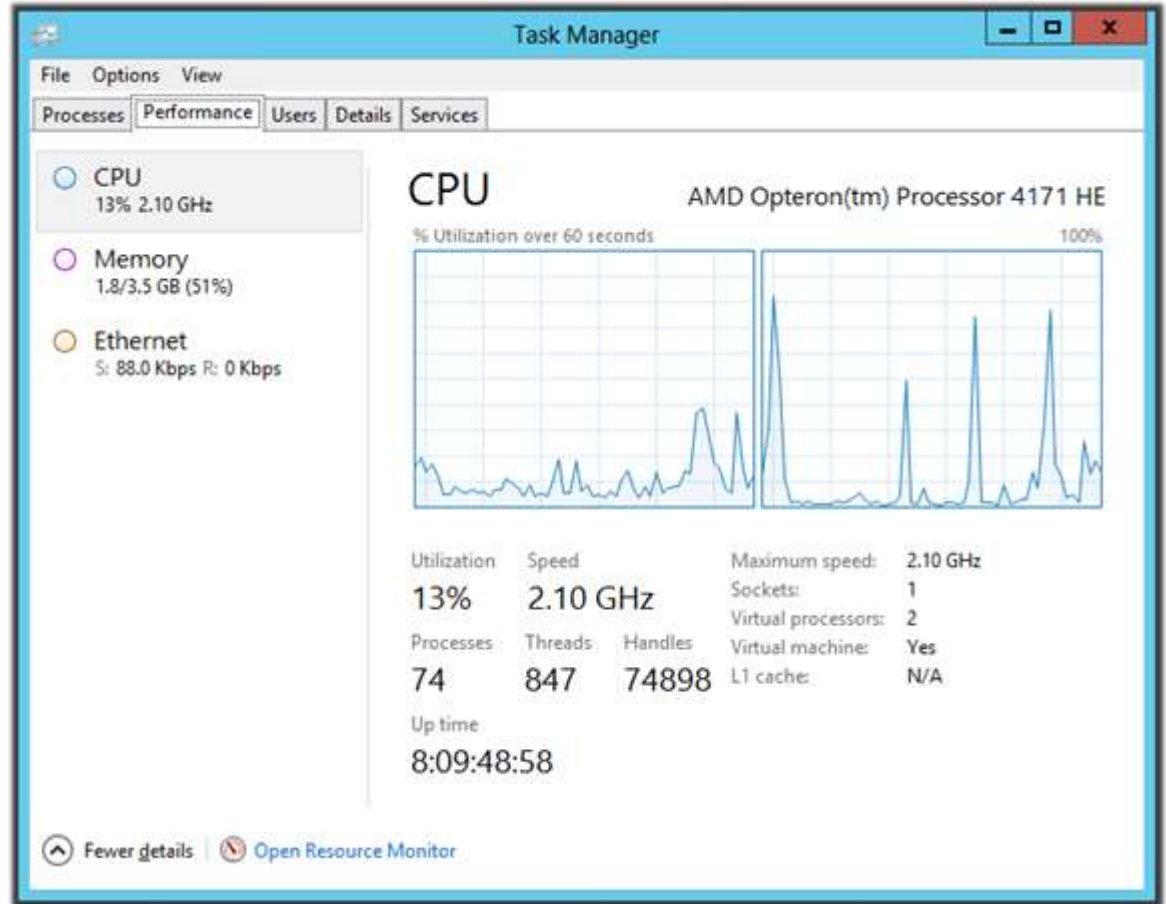 Task Manager
File Options View
Processes Performance Users Details Services
CPU
13% 2.10 GHz
Memory
1.8/3.5 GB (51%)
Ethernet
S: 88.0 Kbps R: 0 Kbps
CPU AMD Opteron(tm) Processor 4171 HE
% Utilization over 60 seconds 100%
Utilization Speed
13% 2.10 GHz
Processes Threads Handles
74 847 74898
Up time
8:09:48:58
Maximum speed: 2.10 GHz
Sockets: 1
Virtual processors: 2
Virtual machine: Yes
L1 cache: N/A
Fewer details Open Resource Monitor